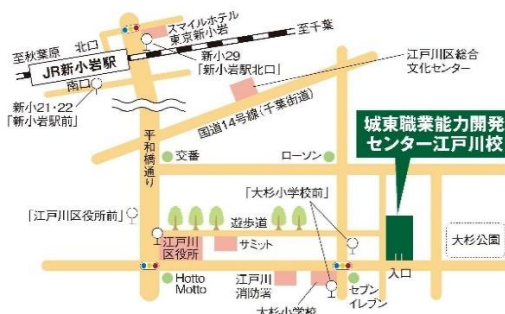 スマイルホテル
東京新小岩
至千葉
至秋葉原
北口
JR新小岩駅
新小29
「新小岩駅北口」
南口
江戸川区総合
文化センター
新小21・22
「新小岩駅前」
国道14号線(千葉街道)
平和橋通り
城東職業能力開発
センター江戸川校
交番
ローソン
「大杉小学校前」
「江戸川区役所前」
遊歩道
江戸川
区役所
サミット
大杉公園
入口
Hotto
Motto
江戸川
消防署
セブン
イレブン
大杉小学校